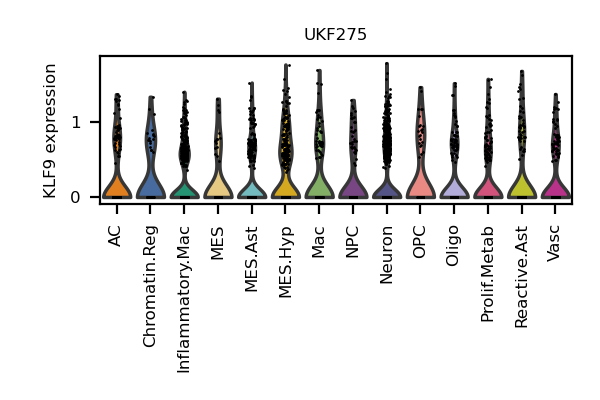 UKF275
KLF9 expression
1
0
AC
Chromatin.Reg
Inflammatory.Mac
MES
MES.Ast
MES.Hyp
Mac
NPC
Neuron
OPC
Oligo
Prolif.Metab
Reactive.Ast
Vasc